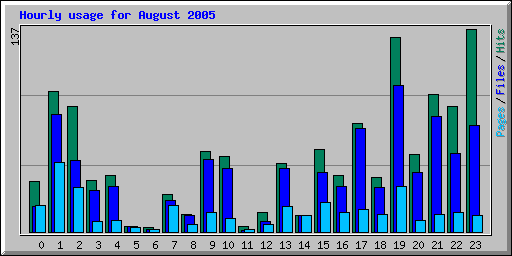 Hourly usage for August 2005
137
Pages/Files/Hits
0 1 2 3 4 5 6 7 8 9 10 11 12 13 14 15 16 17 18 19 20 21 22 23